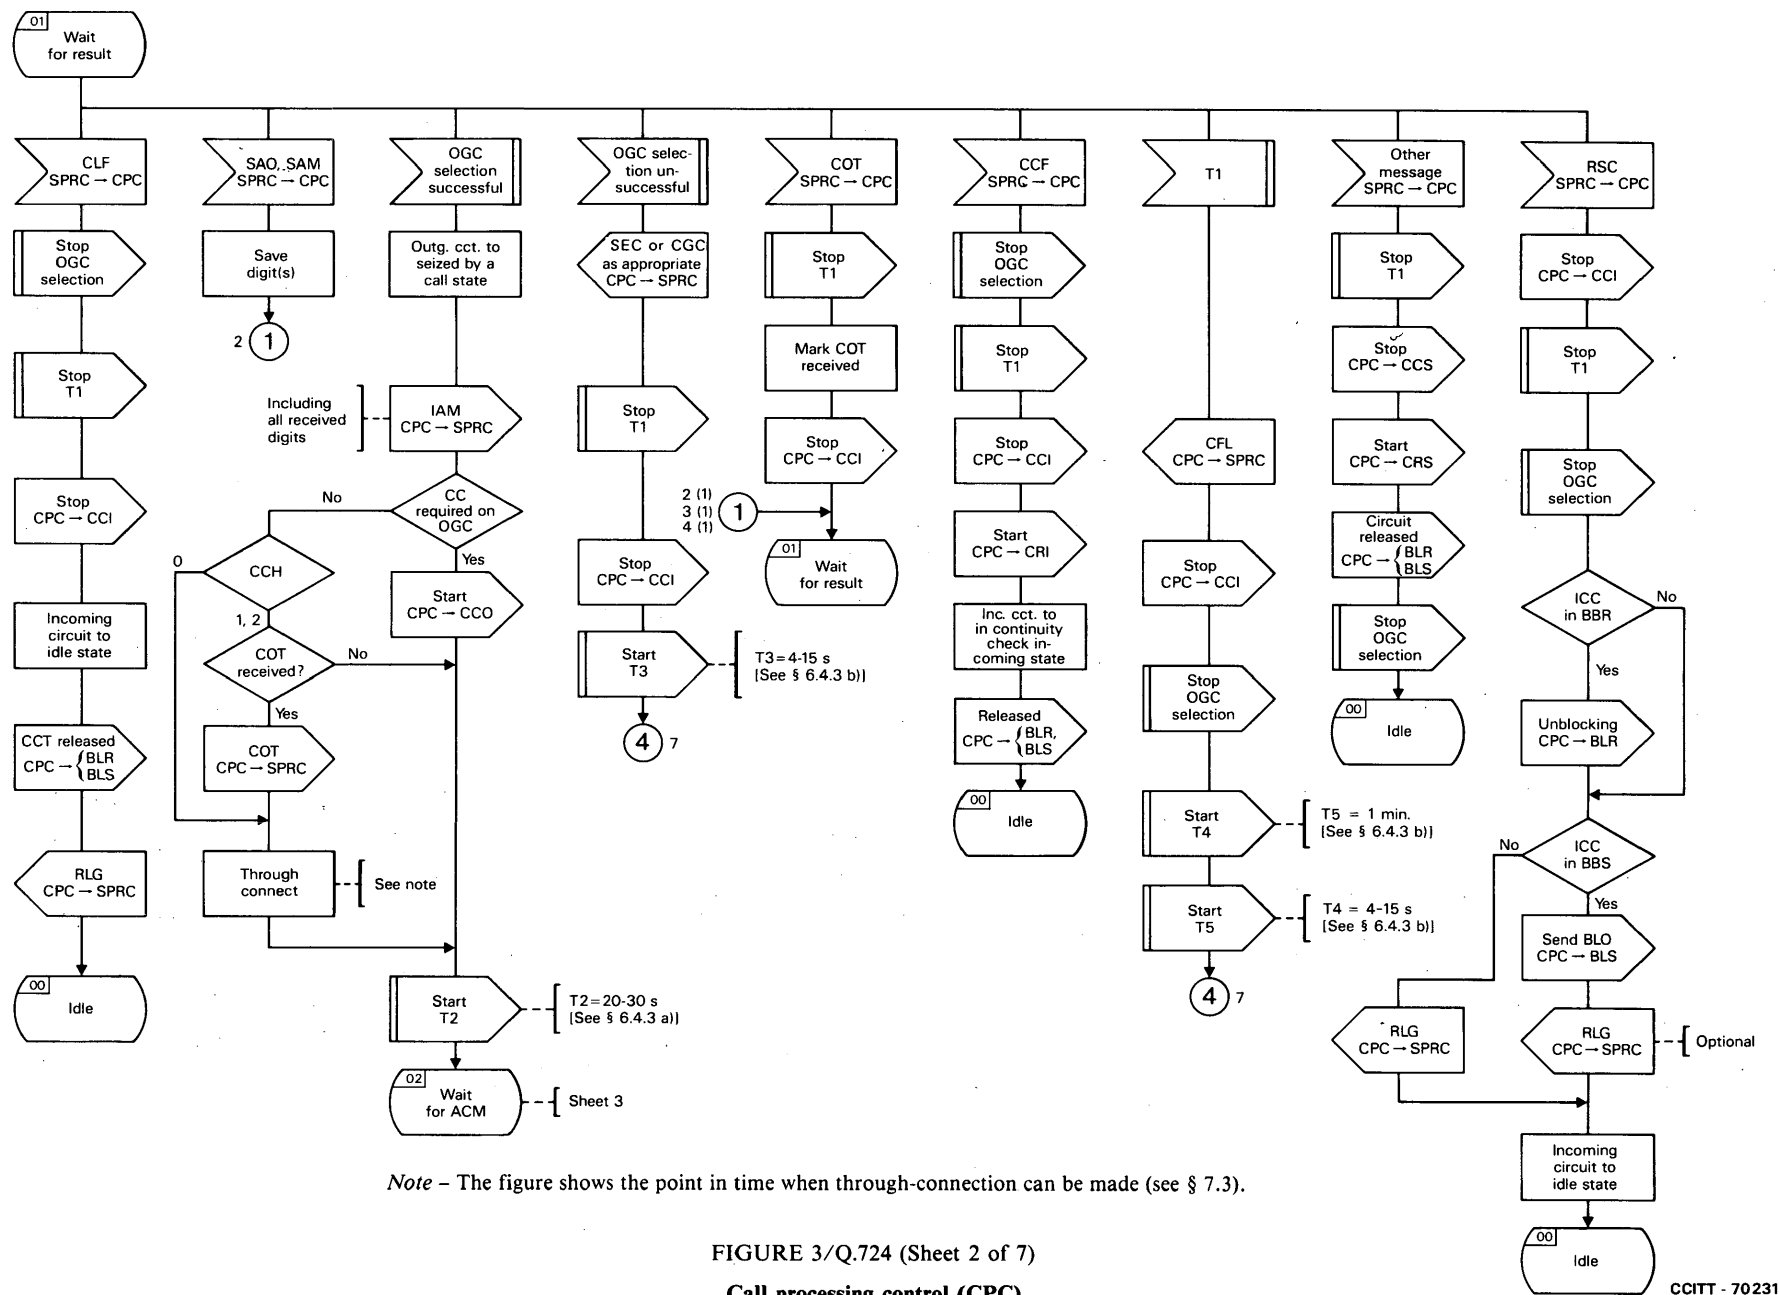 01
Wait
for result
CLF
SPRC → CPC
Stop
OGC
selection
Stop
T1
Stop
CPC → CCI
Incoming
circuit to
idle state
CCT released
CPC → { BLR
BLS
RLG
CPC → SPRC
00
Idle
SAO, SAM
SPRC → CPC
Save
digit(s)
2 1
OGC
selection
successful
Outg. cct. to
seized by a
call state
Including
all received
digits
IAM
CPC → SPRC
CC
required on
OGC
No
Yes
CCH
0
1, 2
Start
CPC → CCO
COT
received?
No
Yes
COT
CPC → SPRC
Through
connect
See note
Start
T2
T2 = 20-30 s
[See § 6.4.3 a)]
02
Wait
for ACM
Sheet 3
OGC selec-
tion un-
successful
SEC or CGC
as appropriate
CPC → SPRC
Stop
T1
Stop
CPC → CCI
Start
T3
T3 = 4-15 s
[See § 6.4.3 b)]
4 7
COT
SPRC → CPC
Stop
T1
Mark COT
received
Stop
CPC → CCI
2 (1)
3 (1)
4 (1)
1
01
Wait
for result
CCF
SPRC → CPC
Stop
OGC
selection
Stop
T1
Stop
CPC → CCI
Start
CPC → CRI
Inc. cct. to
in continuity
check in-
coming state
Released
CPC → { BLR,
BLS
00
Idle
T1
CFL
CPC → SPRC
Stop
CPC → CCI
Stop
OGC
selection
Start
T4
T5 = 1 min.
[See § 6.4.3 b)]
Start
T5
T4 = 4-15 s
[See § 6.4.3 b)]
4 7
Other
message
SPRC → CPC
Stop
T1
Stop
CPC → CCS
Start
CPC → CRS
Circuit
released
CPC → { BLR
BLS
Stop
OGC
selection
00
Idle
RSC
SPRC → CPC
Stop
CPC → CCI
Stop
T1
Stop
OGC
selection
ICC
in BBR
No
Yes
Unblocking
CPC → BLR
ICC
in BBS
No
Yes
Send BLO
CPC → BLS
RLG
CPC → SPRC
RLG
CPC → SPRC
Optional
Incoming
circuit to
idle state
00
Idle
Note – The figure shows the point in time when through-connection can be made (see § 7.3).
FIGURE 3/Q.724 (Sheet 2 of 7)
Call processing control (CPC)
CCITT - 70231